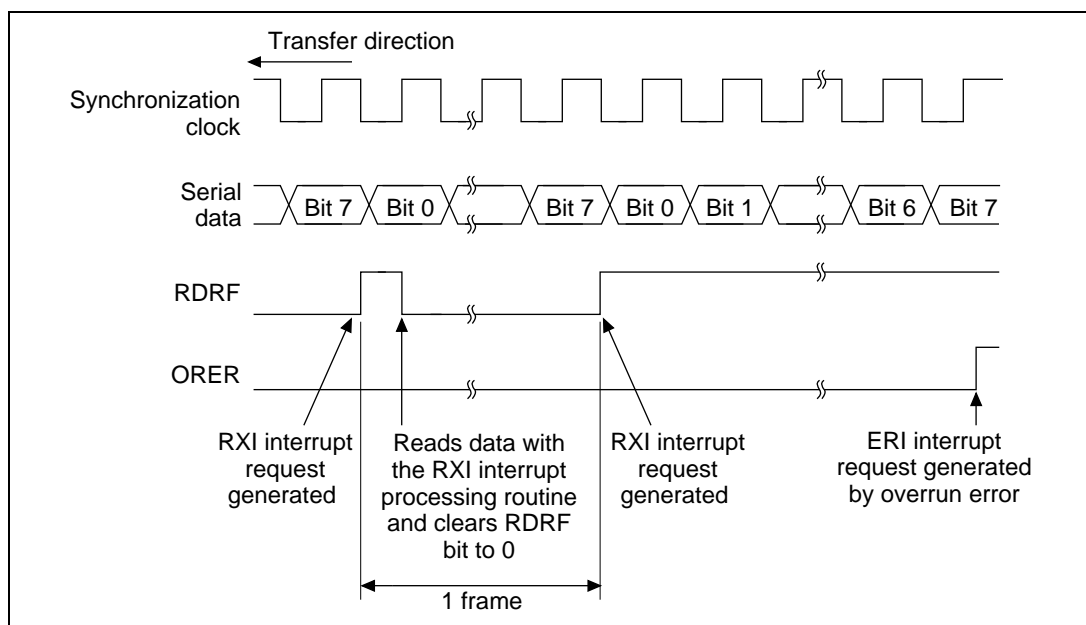 Transfer direction
Synchronization
clock
Serial
data
Bit 7
Bit 0
Bit 7
Bit 0
Bit 1
Bit 6
Bit 7
RDRF
ORER
RXI interrupt
request
generated
Reads data with
the RXI interrupt
processing routine
and clears RDRF
bit to 0
RXI interrupt
request
generated
ERI interrupt
request generated
by overrun error
1 frame